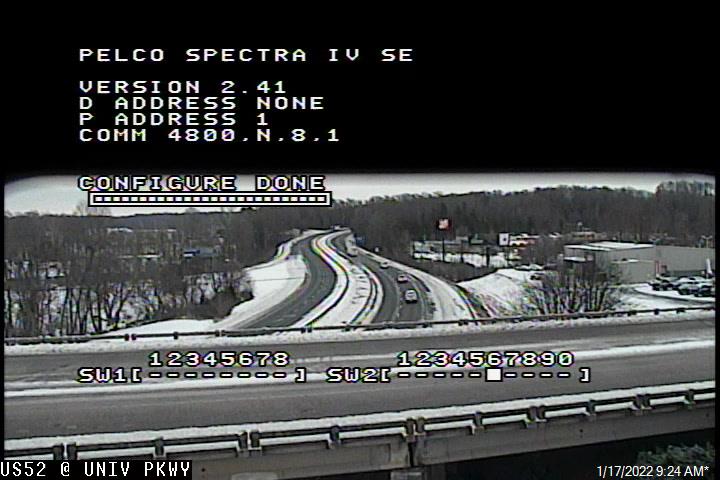 PELCO SPECTRA IV SE
VERSION 2.41
D ADDRESS NONE
P ADDRESS 1
COMM 4800,N,8,1
CONFIGURE DONE
12345678 1234567890
SW1[--------] SW2[-----■----]
US52 @ UNIV PKWY 1/17/2022 9:24 AM*